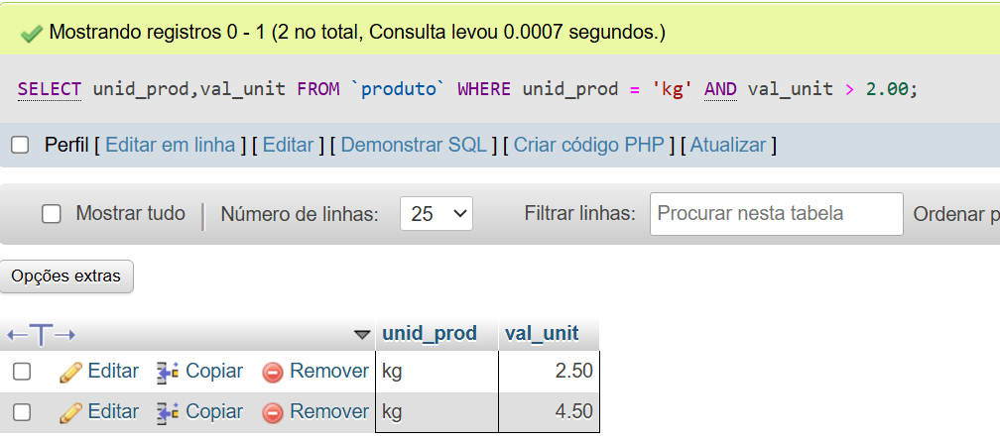 Mostrando registros 0 - 1 (2 no total, Consulta levou 0.0007 segundos.)
SELECT unid_prod,val_unit FROM `produto` WHERE unid_prod = 'kg' AND val_unit > 2.00;
Perfil [ Editar em linha ] [ Editar ] [ Demonstrar SQL ] [ Criar código PHP ] [ Atualizar ]
Mostrar tudo | Número de linhas: 25 Filtrar linhas: Procurar nesta tabela Ordenar p
Opções extras
←T→ unid_prod val_unit
Editar Copiar Remover kg 2.50
Editar Copiar Remover kg 4.50